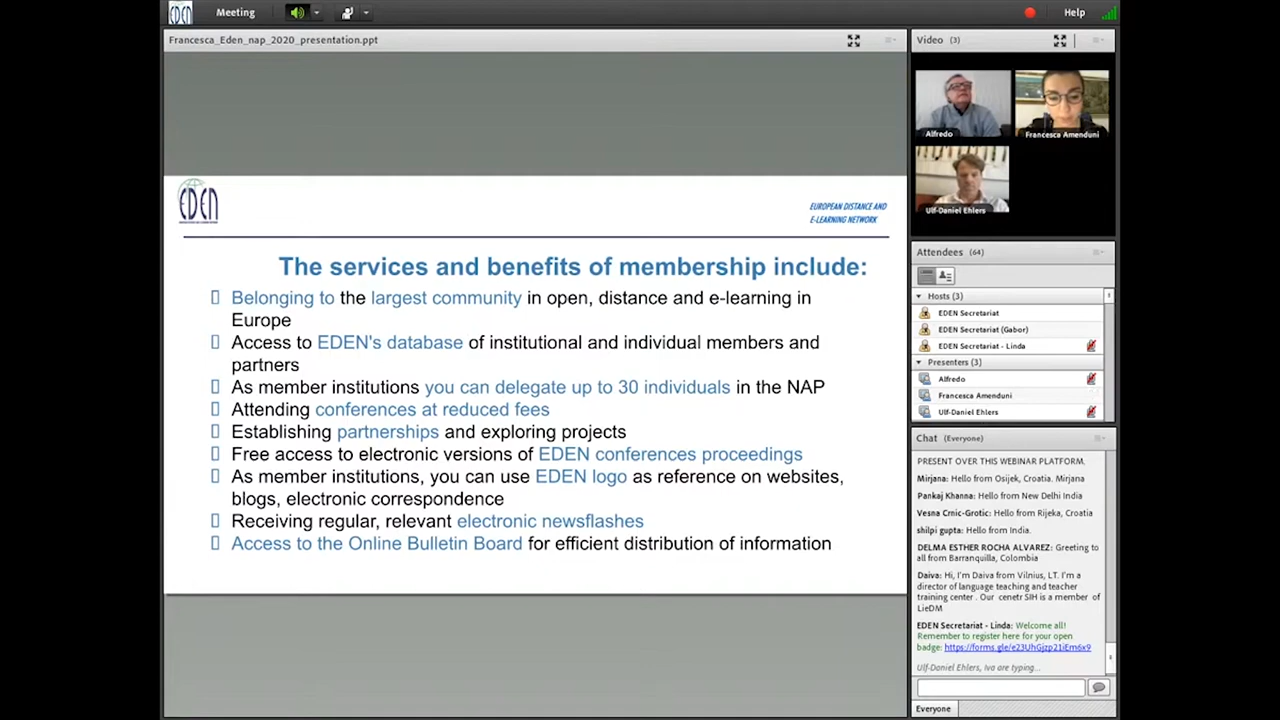 EDEN
Meeting
Help
Francesca_Eden_nap_2020_presentation.ppt
EDEN
EUROPEAN DISTANCE AND
E-LEARNING NETWORK
The services and benefits of membership include:
Belonging to the largest community in open, distance and e-learning in
Europe
Access to EDEN's database of institutional and individual members and
partners
As member institutions you can delegate up to 30 individuals in the NAP
Attending conferences at reduced fees
Establishing partnerships and exploring projects
Free access to electronic versions of EDEN conferences proceedings
As member institutions, you can use EDEN logo as reference on websites,
blogs, electronic correspondence
Receiving regular, relevant electronic newsflashes
Access to the Online Bulletin Board for efficient distribution of information
Video (3)
Alfredo
Francesca Amenduni
Ulf-Daniel Ehlers
Attendees (64)
Hosts (3)
EDEN Secretariat
EDEN Secretariat (Gabor)
EDEN Secretariat - Linda
Presenters (3)
Alfredo
Francesca Amenduni
Ulf-Daniel Ehlers
Chat (Everyone)
PRESENT OVER THIS WEBINAR PLATFORM.
Mirjana: Hello from Osijek, Croatia. Mirjana
Pankaj Khanna: Hello from New Delhi India
Vesna Crnic-Grotic: Hello from Rijeka, Croatia
shilpi gupta: Hello from India.
DELMA ESTHER ROCHA ALVAREZ: Greeting to
all from Barranquilla, Colombia
Daiva: Hi, I'm Daiva from Vilnius, LT. I'm a
director of language teaching and teacher
training center . Our cenetr SIH is a member of
LieDM
EDEN Secretariat - Linda: Welcome all!
Remember to register here for your open
badge: https://forms.gle/e23UhGjzp21iEm6x9
Ulf-Daniel Ehlers, Iva are typing...
Everyone